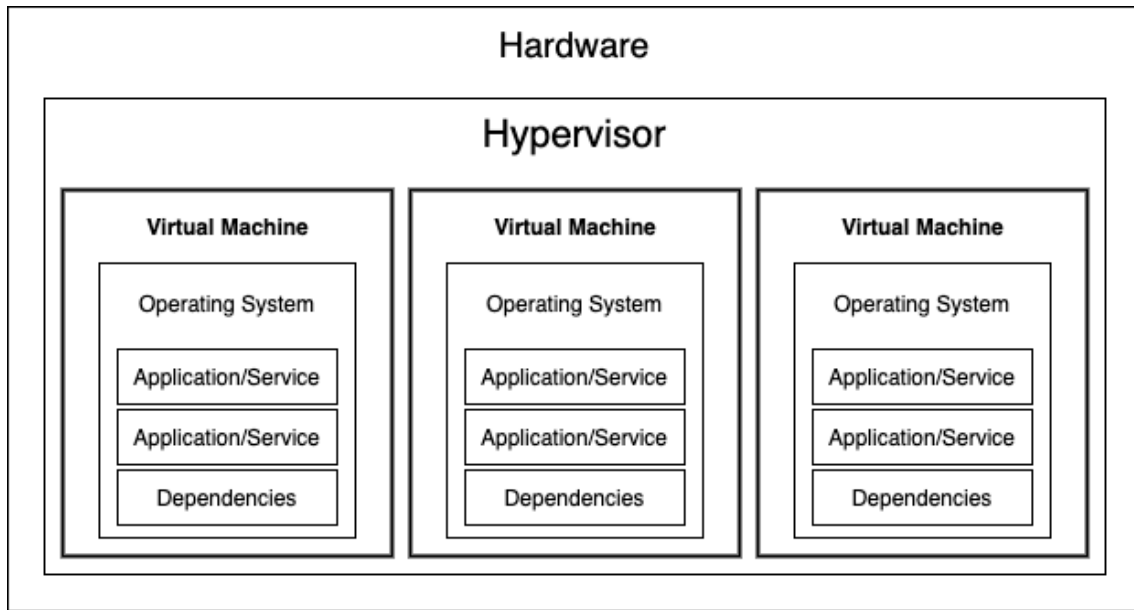 Hardware
Hypervisor
Virtual Machine
Operating System
Application/Service
Application/Service
Dependencies
Virtual Machine
Operating System
Application/Service
Application/Service
Dependencies
Virtual Machine
Operating System
Application/Service
Application/Service
Dependencies